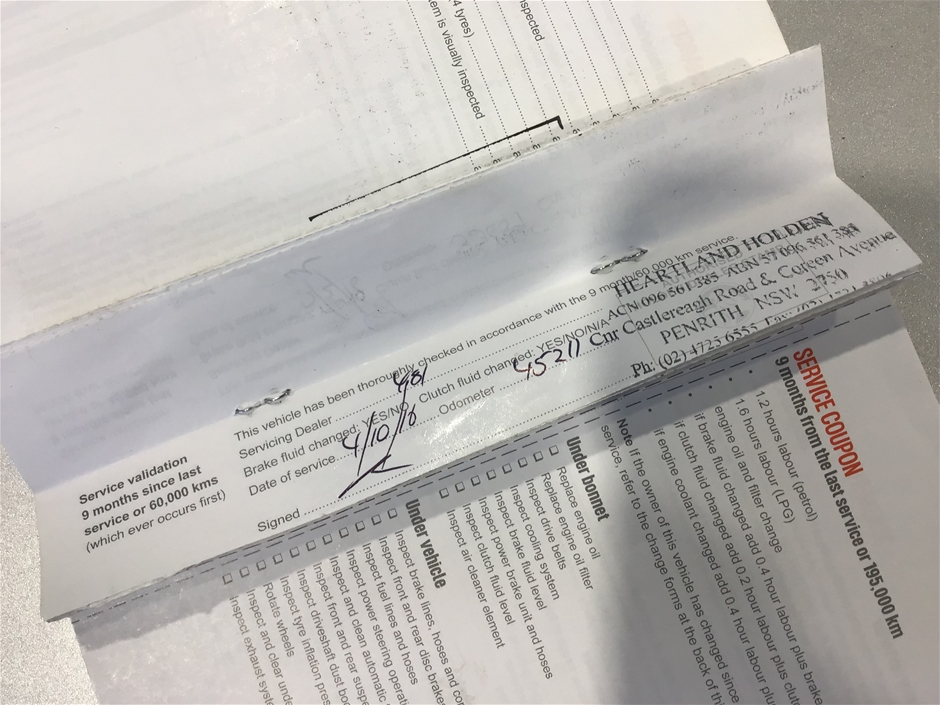 4 tyres)
em is visually inspected
spected
Service validation
9 months since last
service or 60,000 kms
(which ever occurs first)
This vehicle has been thoroughly checked in accordance with the 9 month/60 000 km service.
Servicing Dealer
Brake fluid changed: YES/NO Clutch fluid changed: YES/NO/N/A
Date of service 4/10/16 Odometer 45211
Signed
HEARTLAND HOLDEN
ACN 096 561 385 ABN 57 096 561 385
Cnr Castlereagh Road & Coreen Avenue
PENRITH NSW 2750
Ph: (02) 4725 6555
SERVICE COUPON
9 months from the last service or 195,000 km
1.2 hours labour (petrol)
1.6 hours labour (LPG)
engine oil and filter change
if brake fluid changed add 0.4 hour labour plus brake
if clutch fluid changed add 0.2 hour labour plus clutc
if engine coolant changed add 0.4 hour labour plu
Note If the owner of this vehicle has changed since
service, refer to the change forms at the back of th
Under bonnet
Replace engine oil
Replace engine oil filter
Inspect drive belts
Inspect cooling system
Inspect brake fluid level
Inspect power brake unit and hoses
Inspect clutch fluid level
Inspect air cleaner element
Under vehicle
Inspect brake lines, hoses and co
Inspect front and rear disc brake
Inspect fuel lines and hoses
Inspect power steering operati
Inspect and clean automatic
Inspect front and rear susp
Inspect driveshaft dust bo
Inspect tyre inflation pres
Rotate wheels
Inspect and clear unde
Inspect exhaust syste